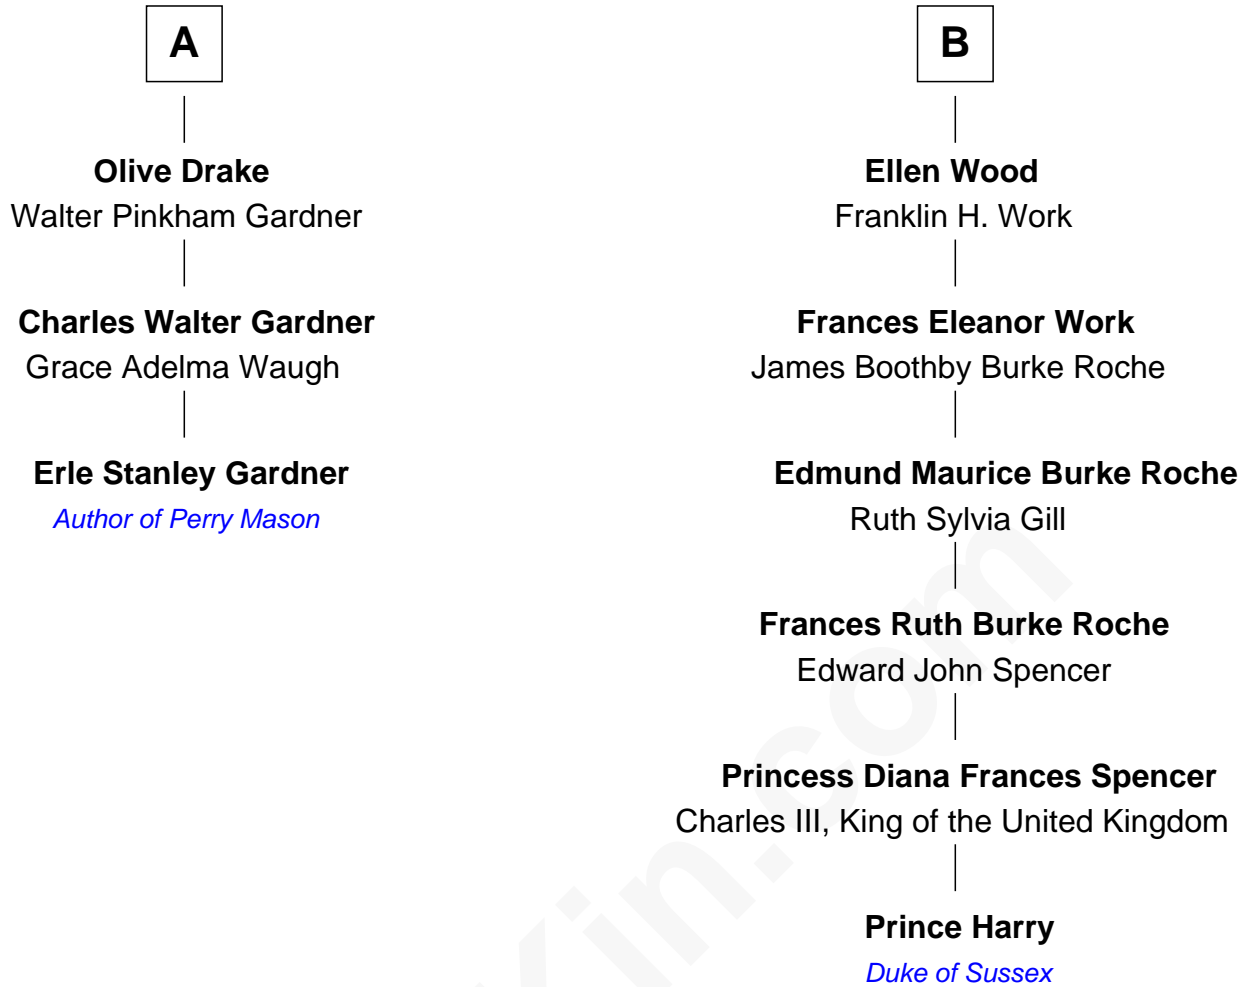 A
Olive Drake
Walter Pinkham Gardner
Charles Walter Gardner
Grace Adelma Waugh
Erle Stanley Gardner
Author of Perry Mason
B
Ellen Wood
Franklin H. Work
Frances Eleanor Work
James Boothby Burke Roche
Edmund Maurice Burke Roche
Ruth Sylvia Gill
Frances Ruth Burke Roche
Edward John Spencer
Princess Diana Frances Spencer
Charles III, King of the United Kingdom
Prince Harry
Duke of Sussex
Kin.com